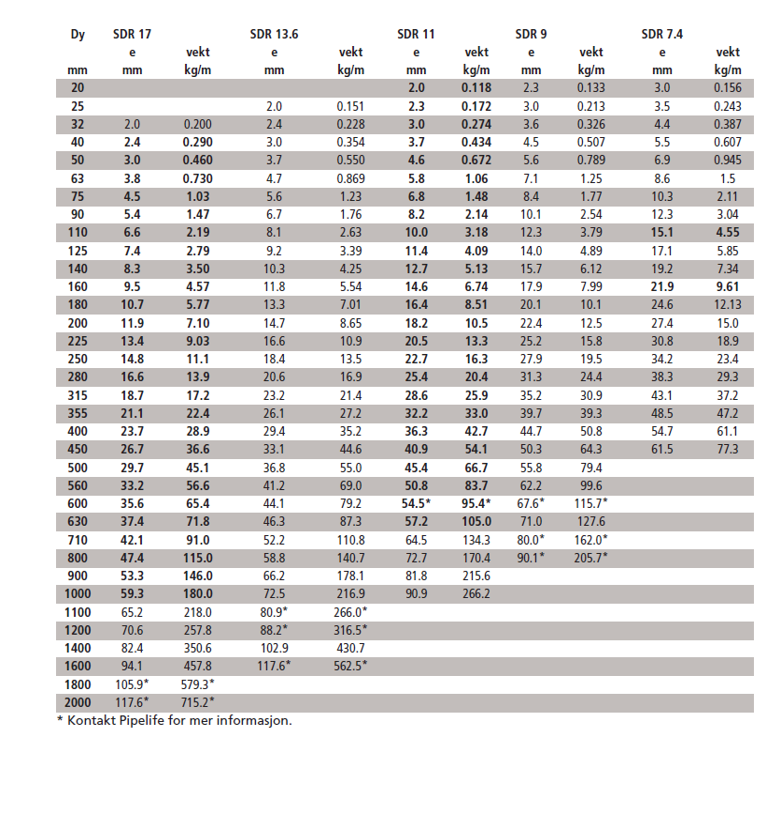 Dy SDR 17 SDR 13.6 SDR 11 SDR 9 SDR 7.4
e vekt e vekt e vekt e vekt e vekt
mm mm kg/m mm kg/m mm kg/m mm kg/m mm kg/m
20 2.0 0.118 2.3 0.133 3.0 0.156
25 2.0 0.151 2.3 0.172 3.0 0.213 3.5 0.243
32 2.0 0.200 2.4 0.228 3.0 0.274 3.6 0.326 4.4 0.387
40 2.4 0.290 3.0 0.354 3.7 0.434 4.5 0.507 5.5 0.607
50 3.0 0.460 3.7 0.550 4.6 0.672 5.6 0.789 6.9 0.945
63 3.8 0.730 4.7 0.869 5.8 1.06 7.1 1.25 8.6 1.5
75 4.5 1.03 5.6 1.23 6.8 1.48 8.4 1.77 10.3 2.11
90 5.4 1.47 6.7 1.76 8.2 2.14 10.1 2.54 12.3 3.04
110 6.6 2.19 8.1 2.63 10.0 3.18 12.3 3.79 15.1 4.55
125 7.4 2.79 9.2 3.39 11.4 4.09 14.0 4.89 17.1 5.85
140 8.3 3.50 10.3 4.25 12.7 5.13 15.7 6.12 19.2 7.34
160 9.5 4.57 11.8 5.54 14.6 6.74 17.9 7.99 21.9 9.61
180 10.7 5.77 13.3 7.01 16.4 8.51 20.1 10.1 24.6 12.13
200 11.9 7.10 14.7 8.65 18.2 10.5 22.4 12.5 27.4 15.0
225 13.4 9.03 16.6 10.9 20.5 13.3 25.2 15.8 30.8 18.9
250 14.8 11.1 18.4 13.5 22.7 16.3 27.9 19.5 34.2 23.4
280 16.6 13.9 20.6 16.9 25.4 20.4 31.3 24.4 38.3 29.3
315 18.7 17.2 23.2 21.4 28.6 25.9 35.2 30.9 43.1 37.2
355 21.1 22.4 26.1 27.2 32.2 33.0 39.7 39.3 48.5 47.2
400 23.7 28.9 29.4 35.2 36.3 42.7 44.7 50.8 54.7 61.1
450 26.7 36.6 33.1 44.6 40.9 54.1 50.3 64.3 61.5 77.3
500 29.7 45.1 36.8 55.0 45.4 66.7 55.8 79.4
560 33.2 56.6 41.2 69.0 50.8 83.7 62.2 99.6
600 35.6 65.4 44.1 79.2 54.5* 95.4* 67.6* 115.7*
630 37.4 71.8 46.3 87.3 57.2 105.0 71.0 127.6
710 42.1 91.0 52.2 110.8 64.5 134.3 80.0* 162.0*
800 47.4 115.0 58.8 140.7 72.7 170.4 90.1* 205.7*
900 53.3 146.0 66.2 178.1 81.8 215.6
1000 59.3 180.0 72.5 216.9 90.9 266.2
1100 65.2 218.0 80.9* 266.0*
1200 70.6 257.8 88.2* 316.5*
1400 82.4 350.6 102.9 430.7
1600 94.1 457.8 117.6* 562.5*
1800 105.9* 579.3*
2000 117.6* 715.2*
* Kontakt Pipelife for mer informasjon.